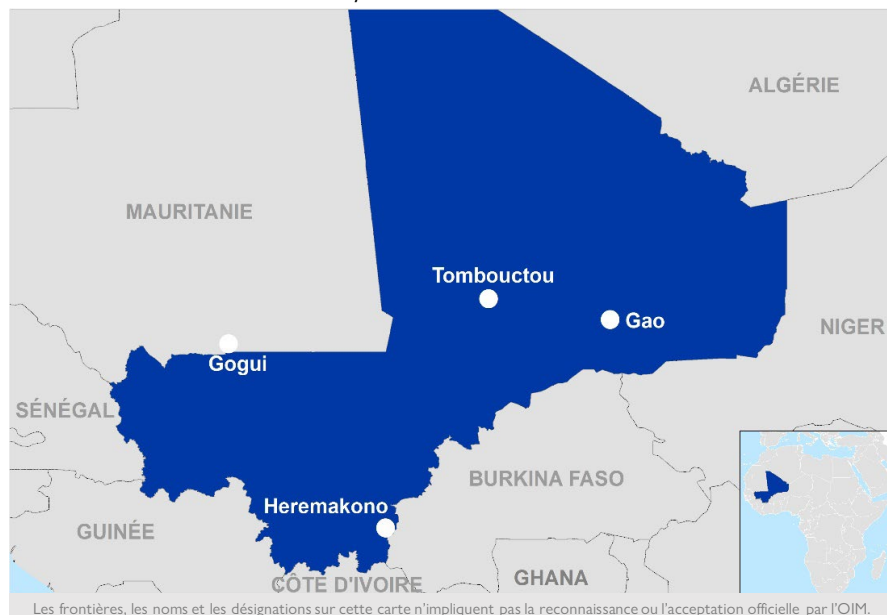 ALGÉRIE
MAURITANIE
Tombouctou
Gao
NIGER
Gogui
SÉNÉGAL
BURKINA FASO
Heremakono
GUINÉE
CÔTE D'IVOIRE
GHANA
Les frontières, les noms et les désignations sur cette carte n'impliquent pas la reconnaissance ou l'acceptation officielle par l'OIM.